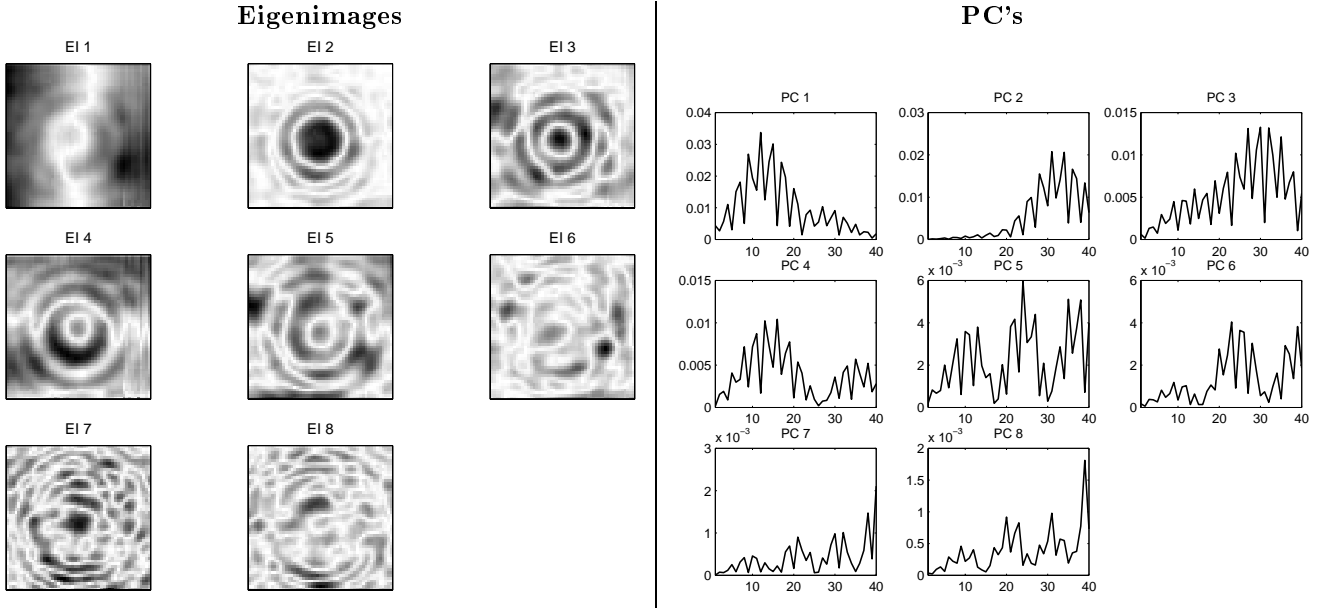 Eigenimages
EI 1
EI 2
EI 3
EI 4
EI 5
EI 6
EI 7
EI 8
PC's
PC 1
0.04
0.03
0.02
0.01
0
10 20 30 40
PC 2
0.03
0.02
0.01
0
10 20 30 40
PC 3
0.015
0.01
0.005
0
10 20 30 40
PC 4
0.015
0.01
0.005
0
10 20 30 40
x 10⁻³
PC 5
6
4
2
0
10 20 30 40
x 10⁻³
PC 6
6
4
2
0
10 20 30 40
x 10⁻³
PC 7
3
2
1
0
10 20 30 40
x 10⁻³
PC 8
2
1.5
1
0.5
0
10 20 30 40